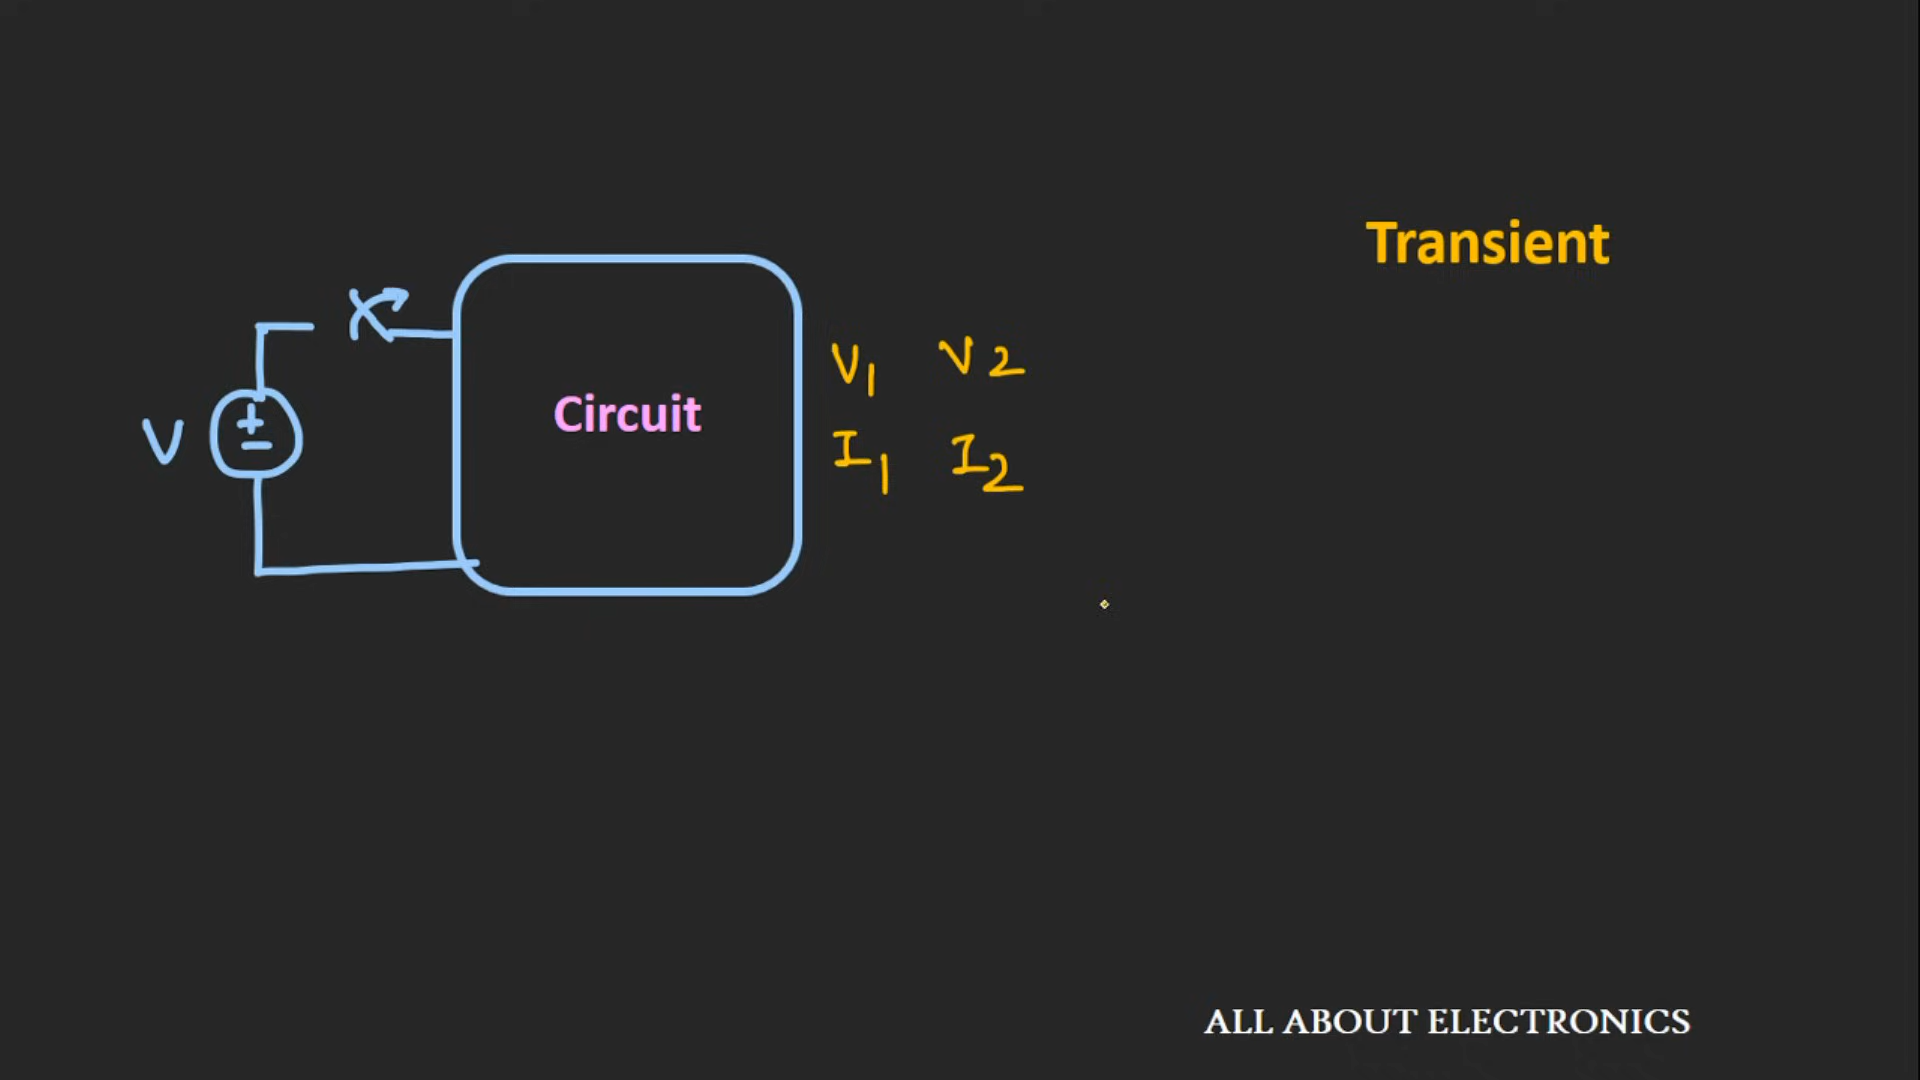 Transient
V1 V2
Circuit
V + -
I1 I2
ALL ABOUT ELECTRONICS